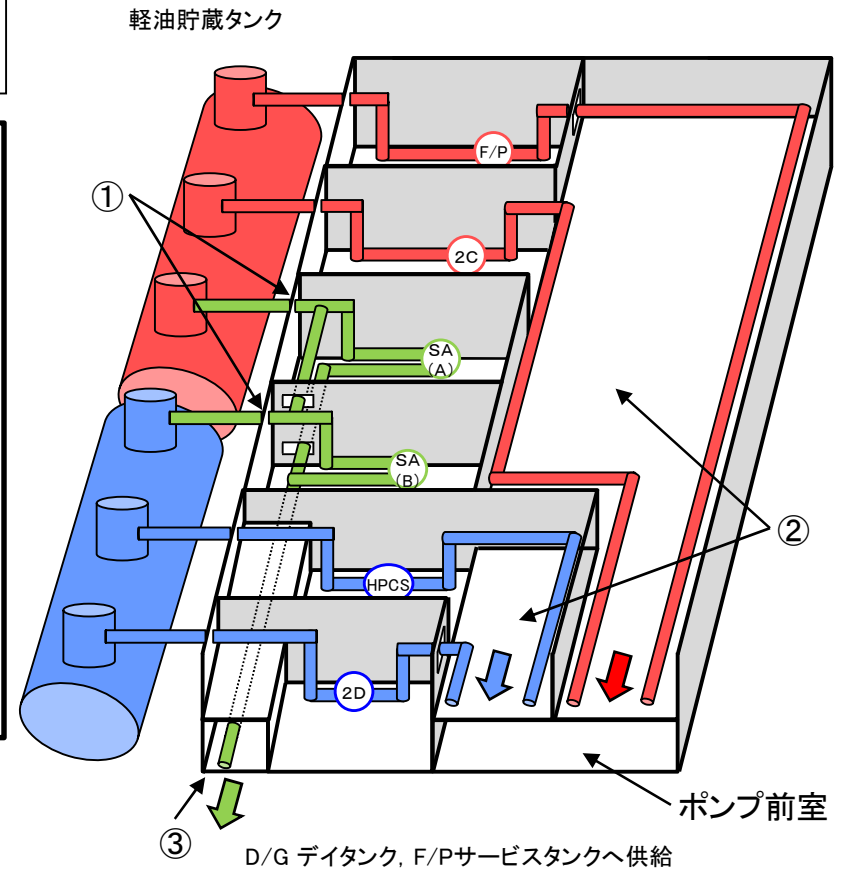 軽油貯蔵タンク
F/P
①
2C
SA
(A)
SA
(B)
②
HPCS
2D
ポンプ前室
③
D/G デイタンク, F/Pサービスタンクへ供給